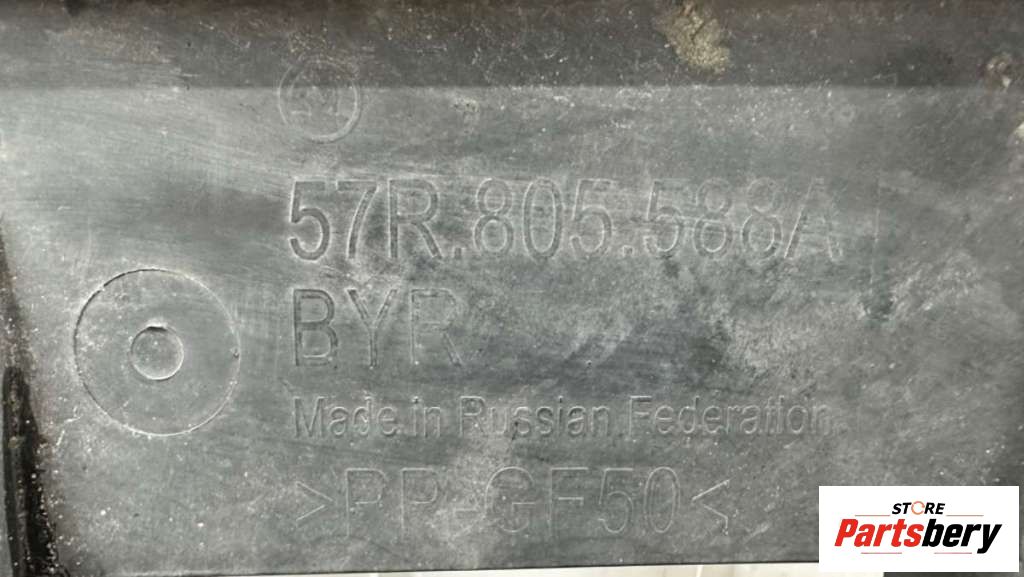 57R.805.588A
BYR
Made in Russian Federation
>PP-GF50<
STORE
Partsbery